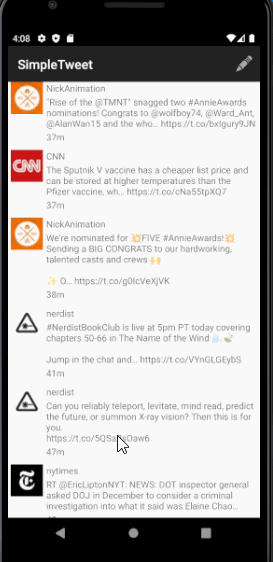 4:08
SimpleTweet
NickAnimation
"Rise of the @TMNT" snagged two #AnnieAwards
nominations! Congrats to @wolfboy74, @Ward_Ant,
@AlanWan15 and the who... https://t.co/bxIgury9JN
37m
CNN
CNN
The Sputnik V vaccine has a cheaper list price and
can be stored at higher temperatures than the
Pfizer vaccine, wh... https://t.co/cNa55tpXQ7
37m
NickAnimation
We're nominated for 💥FIVE #AnnieAwards!💥
Sending a BIG CONGRATS to our hardworking,
talented casts and crews 🙌
✨ O... https://t.co/g0IcVeXjVK
38m
nerdist
#NerdistBookClub is live at 5pm PT today covering
chapters 50-66 in The Name of the Wind
Jump in the chat and... https://t.co/VYnGLGEybS
41m
nerdist
Can you reliably teleport, levitate, mind read, predict
the future, or summon X-ray vision? Then this is for
you.
47m
nytimes
RT @EricLiptonNYT: NEWS: DOT inspector general
asked DOJ in December to consider a criminal
investigation into what it said was Elaine Chao...